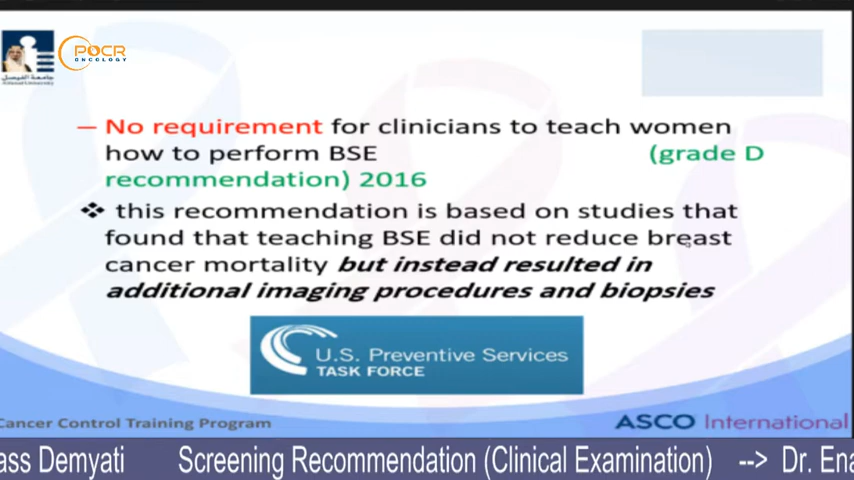 POCR
ONCOLOGY
جامعة الفيصل
– No requirement for clinicians to teach women
how to perform BSE (grade D
recommendation) 2016
❖ this recommendation is based on studies that
found that teaching BSE did not reduce breast
cancer mortality but instead resulted in
additional imaging procedures and biopsies
U.S. Preventive Services
TASK FORCE
Cancer Control Training Program
ASCO International
ass Demyati Screening Recommendation (Clinical Examination) --> Dr. Ena